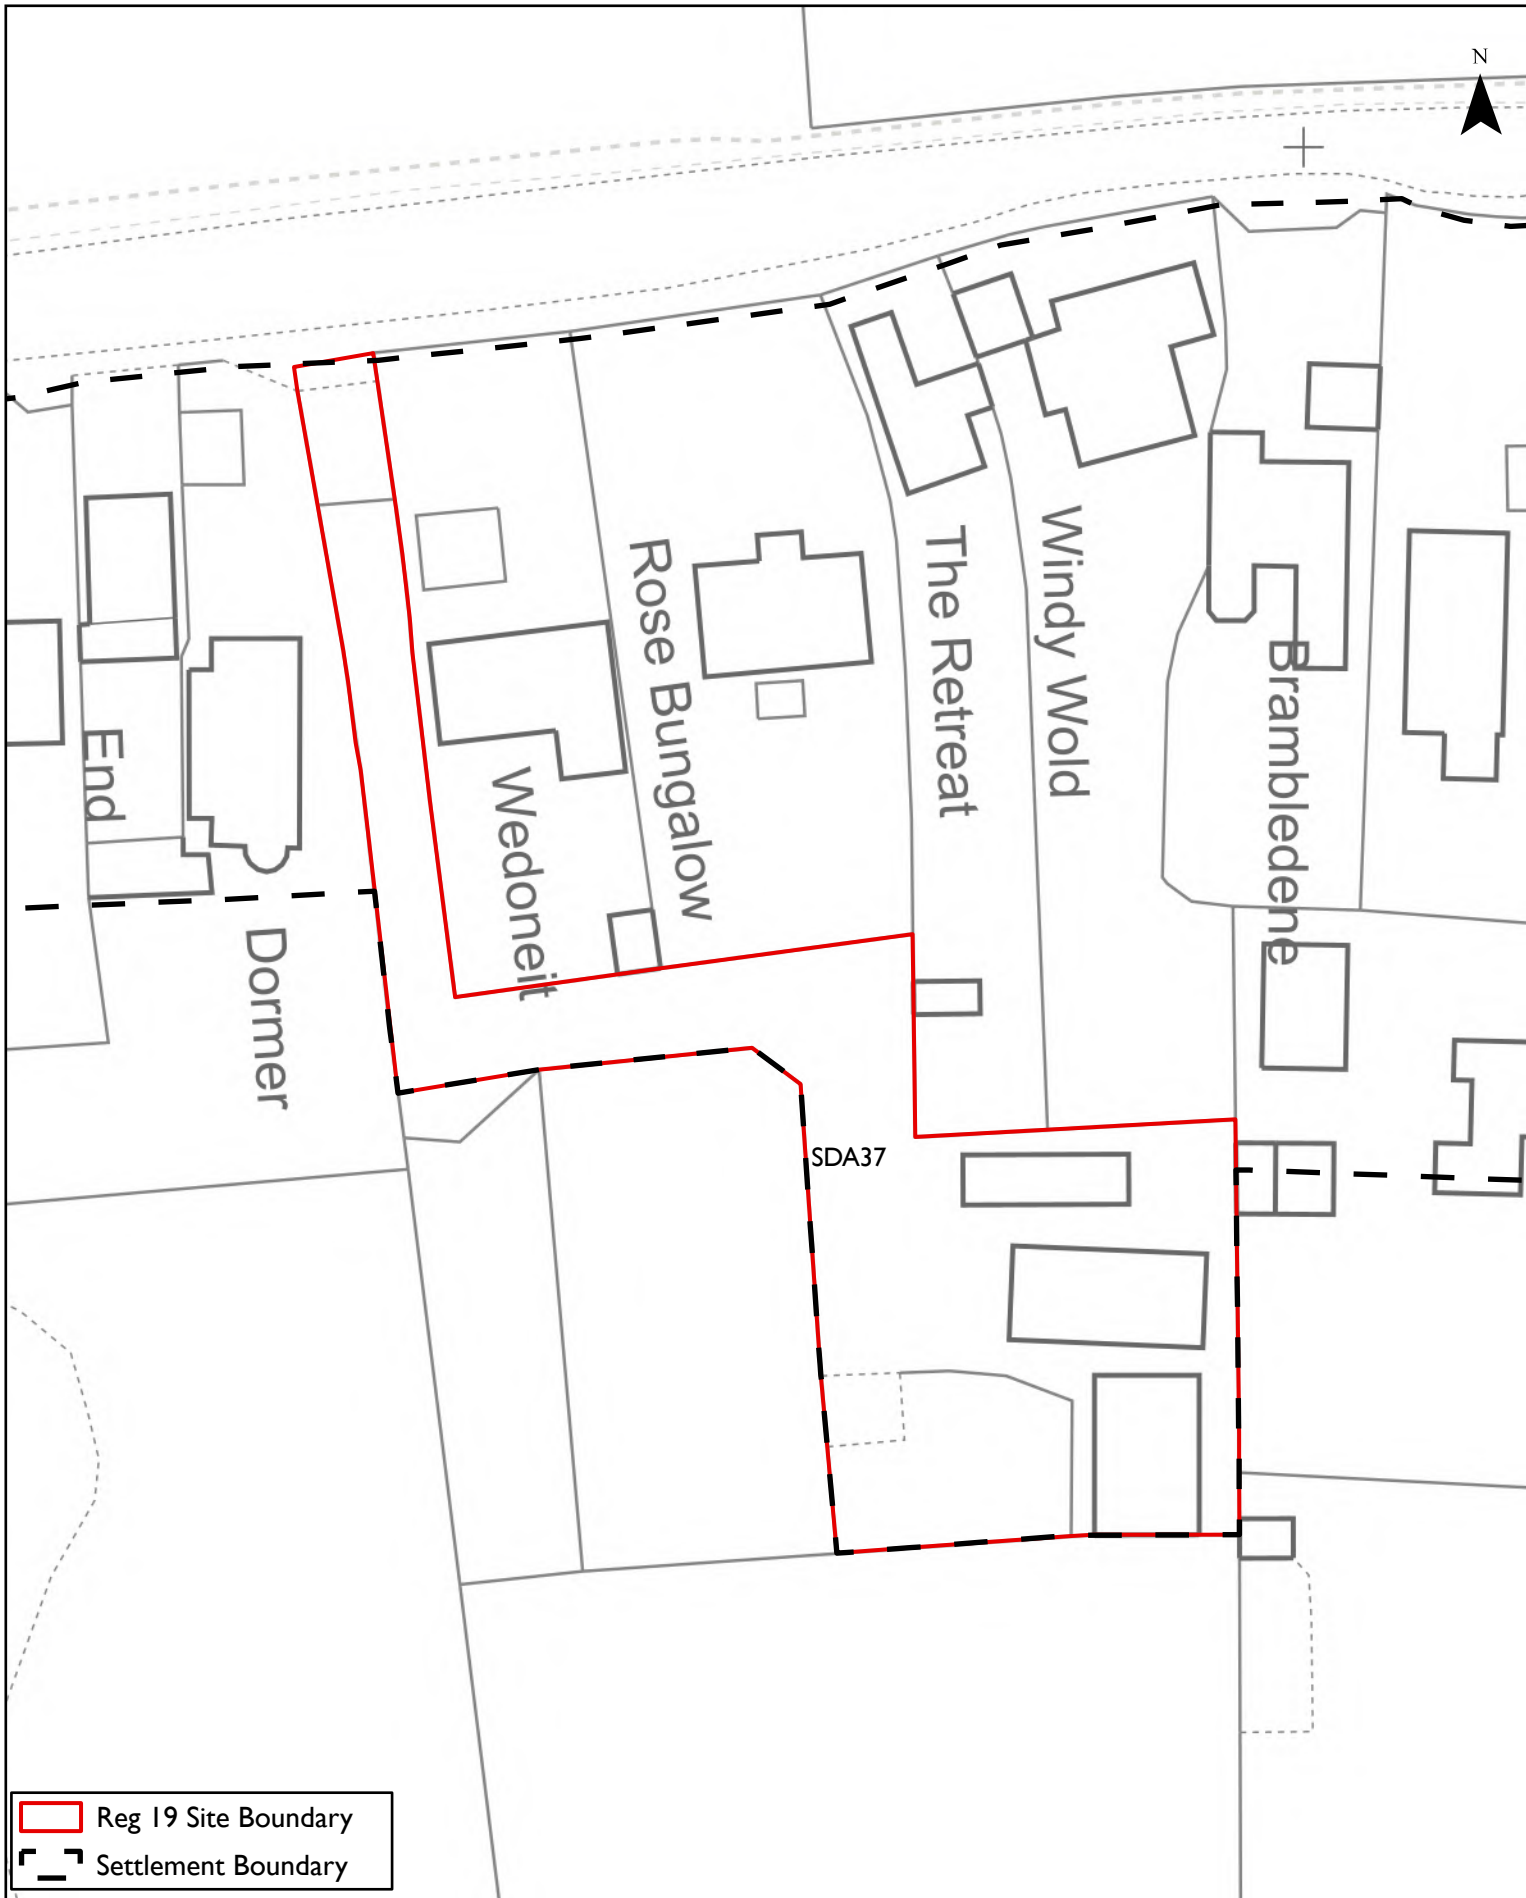 N
Rose Bungalow
The Retreat
Windy Wold
Brambledene
End
Wedoneit
Dormer
SDA37
Reg 19 Site Boundary
Settlement Boundary